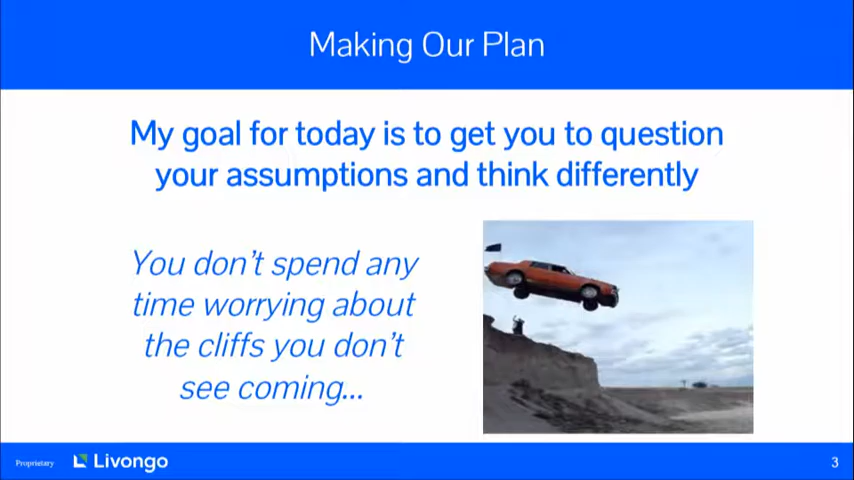 Making Our Plan
My goal for today is to get you to question
your assumptions and think differently
You don't spend any
time worrying about
the cliffs you don't
see coming...
Proprietary
Livongo
3